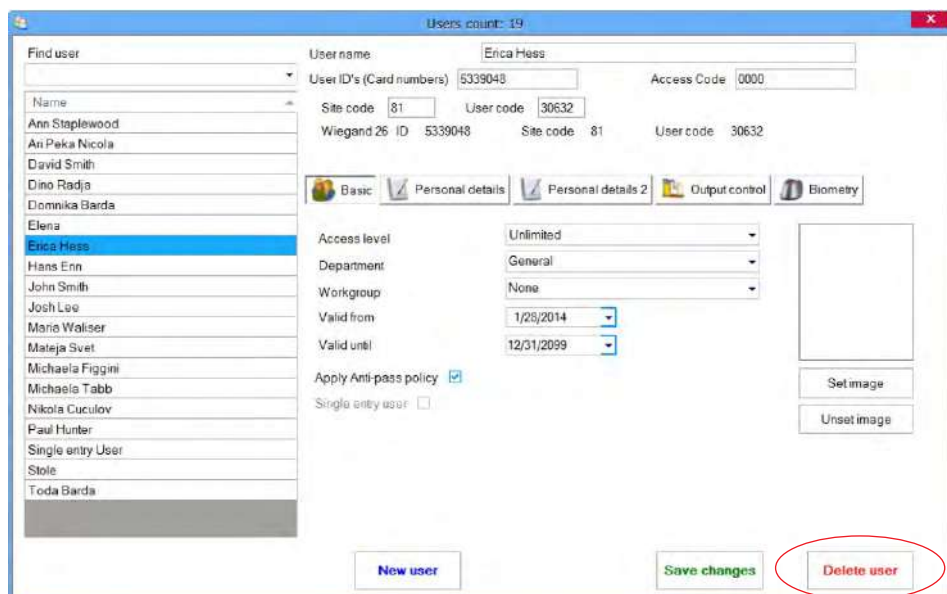 Users count: 19
x
Find user
Name
Ann Staplewood
Ari Peka Nicola
David Smith
Dino Radja
Domnika Barda
Elena
Erica Hess
Hans Enn
John Smith
Josh Lee
Maria Waliser
Mateja Svet
Michaela Figgini
Michaela Tabb
Nikola Cuculov
Paul Hunter
Single entry User
Stole
Toda Barda
User name Erica Hess
User ID's (Card numbers) 5339048 Access Code 0000
Site code 81 User code 30632
Wiegand 26 ID 5339048 Site code 81 User code 30632
Basic Personal details Personal details 2 Output control Biometry
Access level Unlimited
Department General
Workgroup None
Valid from 1/28/2014
Valid until 12/31/2099
Apply Anti-pass policy
Single entry user
Set image
Unset image
New user Save changes Delete user